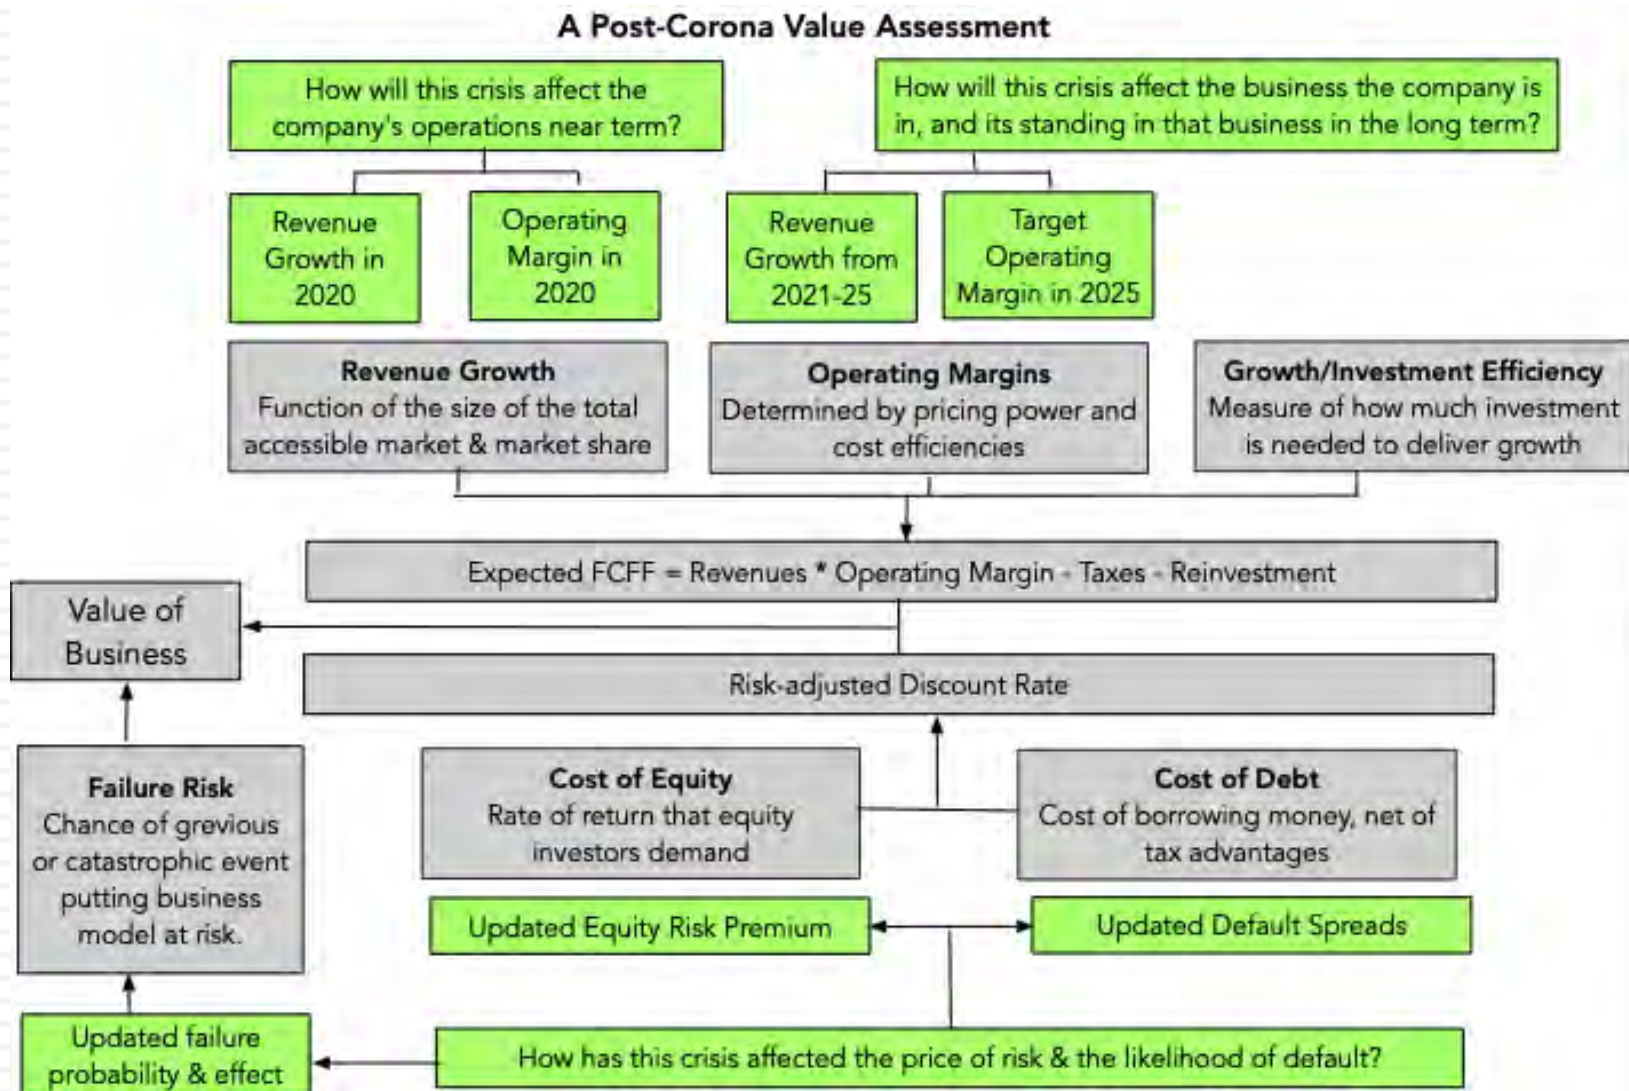 A Post-Corona Value Assessment
How will this crisis affect the
company's operations near term?
How will this crisis affect the business the company is
in, and its standing in that business in the long term?
Revenue
Growth in
2020
Operating
Margin in
2020
Revenue
Growth from
2021-25
Target
Operating
Margin in 2025
Revenue Growth
Function of the size of the total
accessible market & market share
Operating Margins
Determined by pricing power and
cost efficiencies
Growth/Investment Efficiency
Measure of how much investment
is needed to deliver growth
Expected FCFF = Revenues * Operating Margin - Taxes - Reinvestment
Value of
Business
Risk-adjusted Discount Rate
Failure Risk
Chance of grevious
or catastrophic event
putting business
model at risk.
Cost of Equity
Rate of return that equity
investors demand
Cost of Debt
Cost of borrowing money, net of
tax advantages
Updated Equity Risk Premium
Updated Default Spreads
Updated failure
probability & effect
How has this crisis affected the price of risk & the likelihood of default?